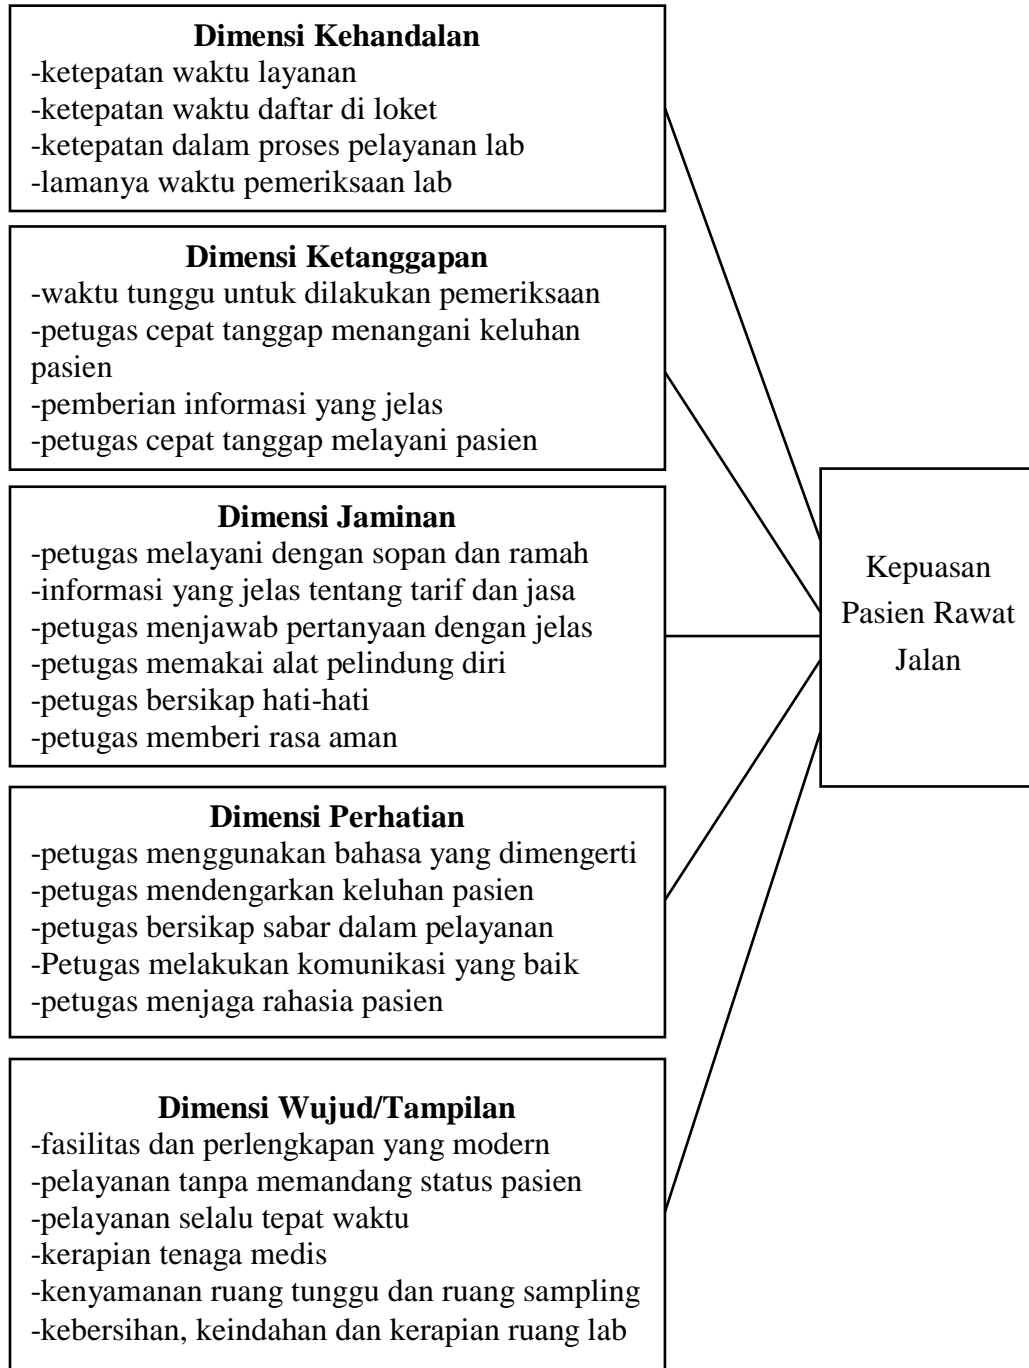 Dimensi Kehandalan
-ketepatan waktu layanan
-ketepatan waktu daftar di loket
-ketepatan dalam proses pelayanan lab
-lamanya waktu pemeriksaan lab
Dimensi Ketanggapan
-waktu tunggu untuk dilakukan pemeriksaan
-petugas cepat tanggap menangani keluhan
pasien
-pemberian informasi yang jelas
-petugas cepat tanggap melayani pasien
Dimensi Jaminan
-petugas melayani dengan sopan dan ramah
-informasi yang jelas tentang tarif dan jasa
-petugas menjawab pertanyaan dengan jelas
-petugas memakai alat pelindung diri
-petugas bersikap hati-hati
-petugas memberi rasa aman
Dimensi Perhatian
-petugas menggunakan bahasa yang dimengerti
-petugas mendengarkan keluhan pasien
-petugas bersikap sabar dalam pelayanan
-Petugas melakukan komunikasi yang baik
-petugas menjaga rahasia pasien
Dimensi Wujud/Tampilan
-fasilitas dan perlengkapan yang modern
-pelayanan tanpa memandang status pasien
-pelayanan selalu tepat waktu
-kerapian tenaga medis
-kenyamanan ruang tunggu dan ruang sampling
-kebersihan, keindahan dan kerapian ruang lab
Kepuasan
Pasien Rawat
Jalan